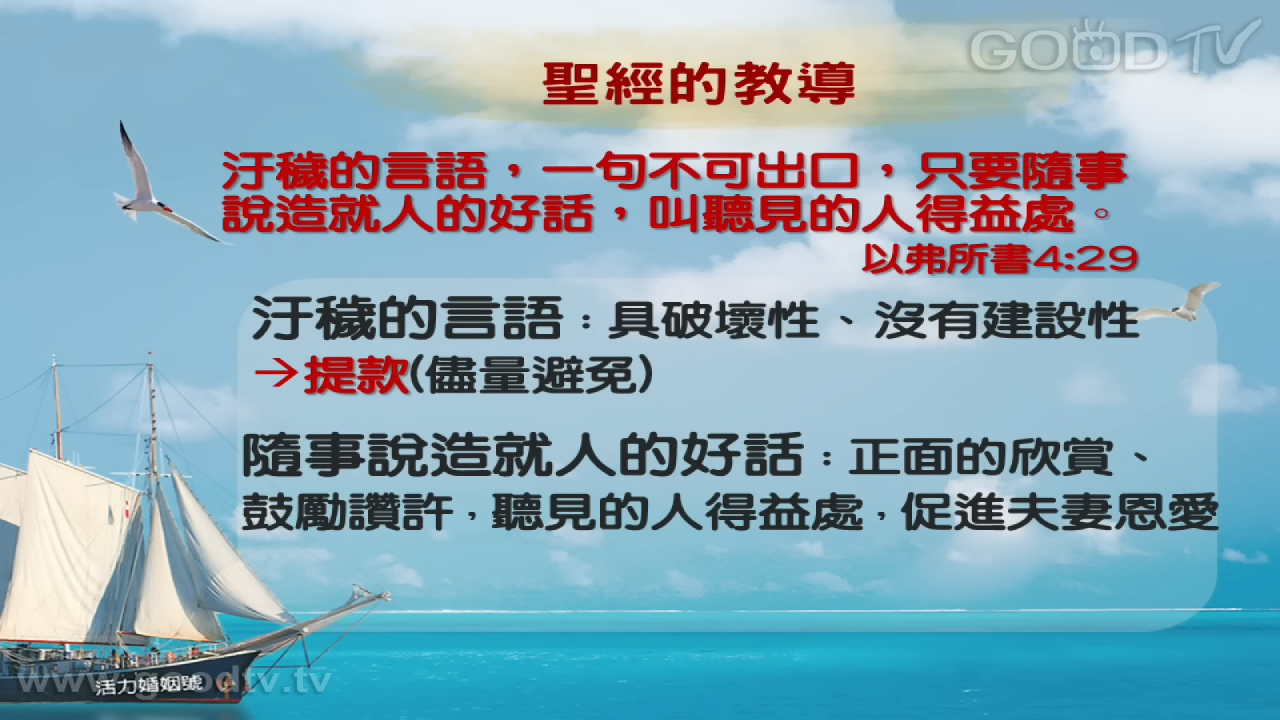 GOOD TV
聖經的教導
汙穢的言語，一句不可出口，只要隨事
說造就人的好話，叫聽見的人得益處。
以弗所書4:29
汙穢的言語：具破壞性、沒有建設性
→提款(儘量避免)
隨事說造就人的好話：正面的欣賞、
鼓勵讚許，聽見的人得益處，促進夫妻恩愛
活力婚姻號
www.goodtv.tv